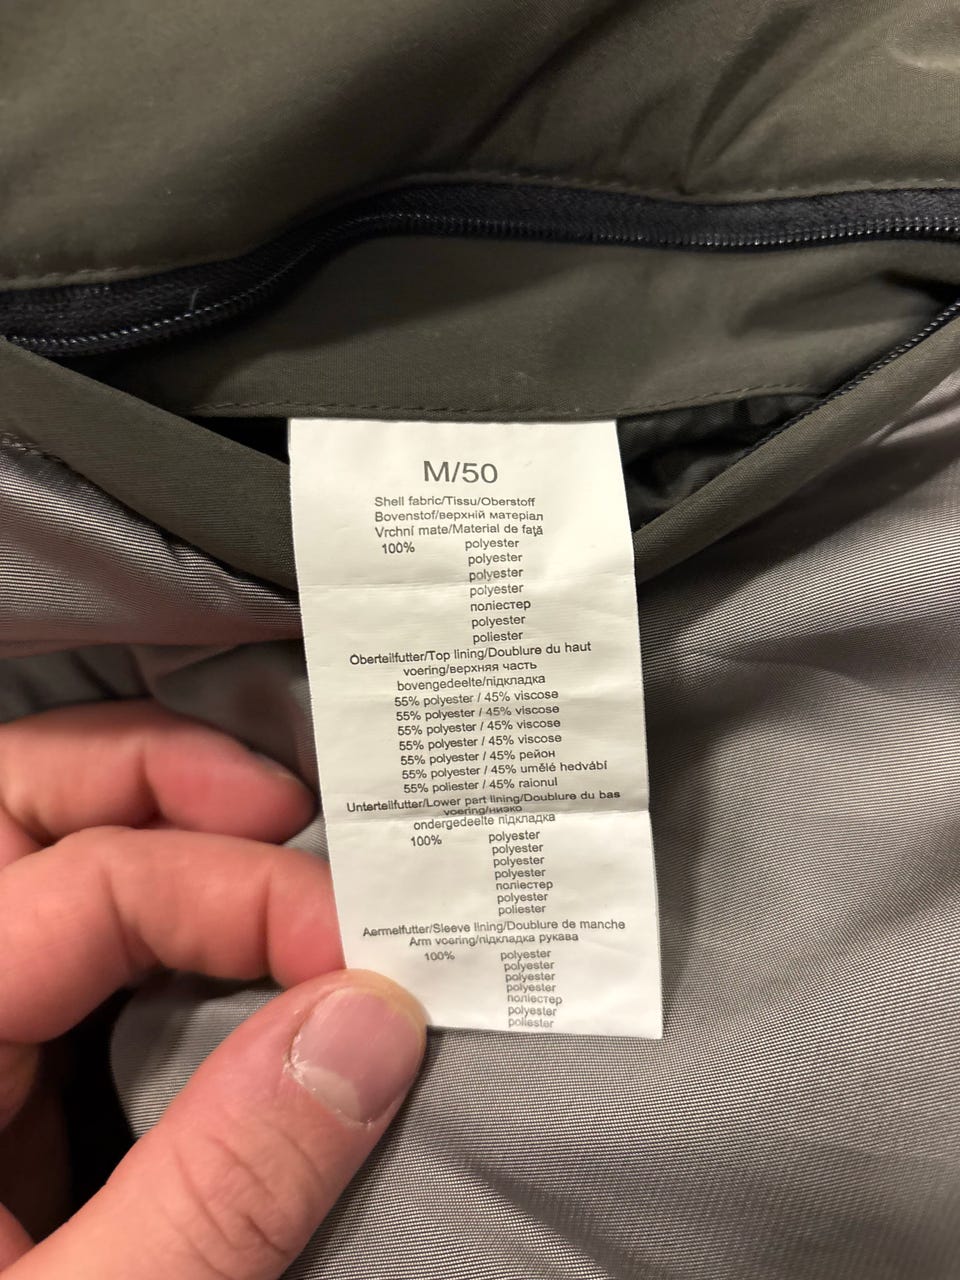 M/50
Shell fabric/Tissu/Oberstoff
Bovenstof/верхній матеріал
Vrchní mate/Material de față
100% polyester
polyester
polyester
polyester
поліестер
polyester
poliester
Oberteilfutter/Top lining/Doublure du haut
voering/верхняя часть
bovengedeelte/підкладка
55% polyester / 45% viscose
55% polyester / 45% viscose
55% polyester / 45% viscose
55% polyester / 45% viscose
55% polyester / 45% рейон
55% polyester / 45% umělé hedvábí
55% poliester / 45% raionul
Unterteilfutter/Lower part lining/Doublure du bas
voering/низко
ondergedeelte підкладка
100% polyester
polyester
polyester
polyester
поліестер
polyester
poliester
Aermelfutter/Sleeve lining/Doublure de manche
Arm voering/підкладка рукава
100% polyester
polyester
polyester
polyester
поліестер
polyester
poliester